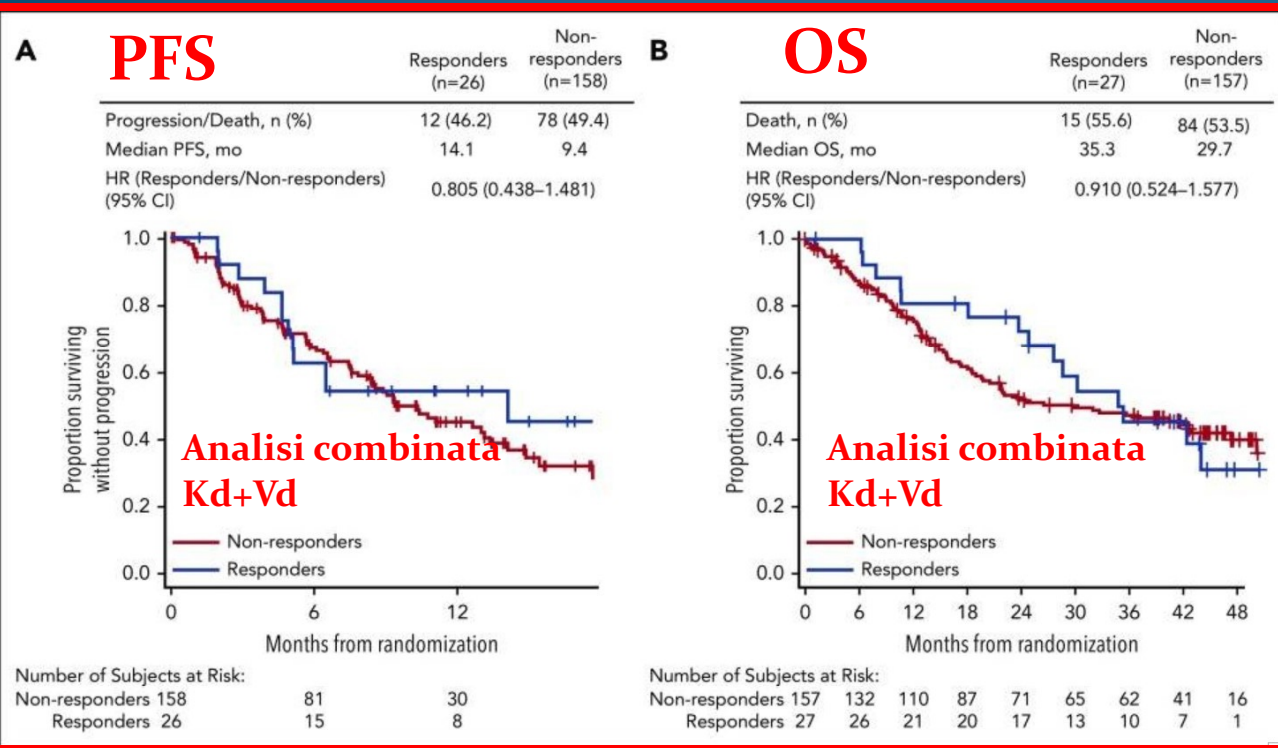 A
PFS
Responders
(n=26)
Non-
responders
(n=158)
Progression/Death, n (%) 12 (46.2) 78 (49.4)
Median PFS, mo 14.1 9.4
HR (Responders/Non-responders)
(95% CI)
0.805 (0.438–1.481)
Proportion surviving
without progression
1.0
0.8
0.6
0.4
0.2
0.0
Analisi combinata
Kd+Vd
Non-responders
Responders
0 6 12
Months from randomization
Number of Subjects at Risk:
Non-responders 158 81 30
Responders 26 15 8
B
OS
Responders
(n=27)
Non-
responders
(n=157)
Death, n (%) 15 (55.6) 84 (53.5)
Median OS, mo 35.3 29.7
HR (Responders/Non-responders)
(95% CI)
0.910 (0.524–1.577)
Proportion surviving
1.0
0.8
0.6
0.4
0.2
0.0
Analisi combinata
Kd+Vd
Non-responders
Responders
0 6 12 18 24 30 36 42 48
Months from randomization
Number of Subjects at Risk:
Non-responders 157 132 110 87 71 65 62 41 16
Responders 27 26 21 20 17 13 10 7 1